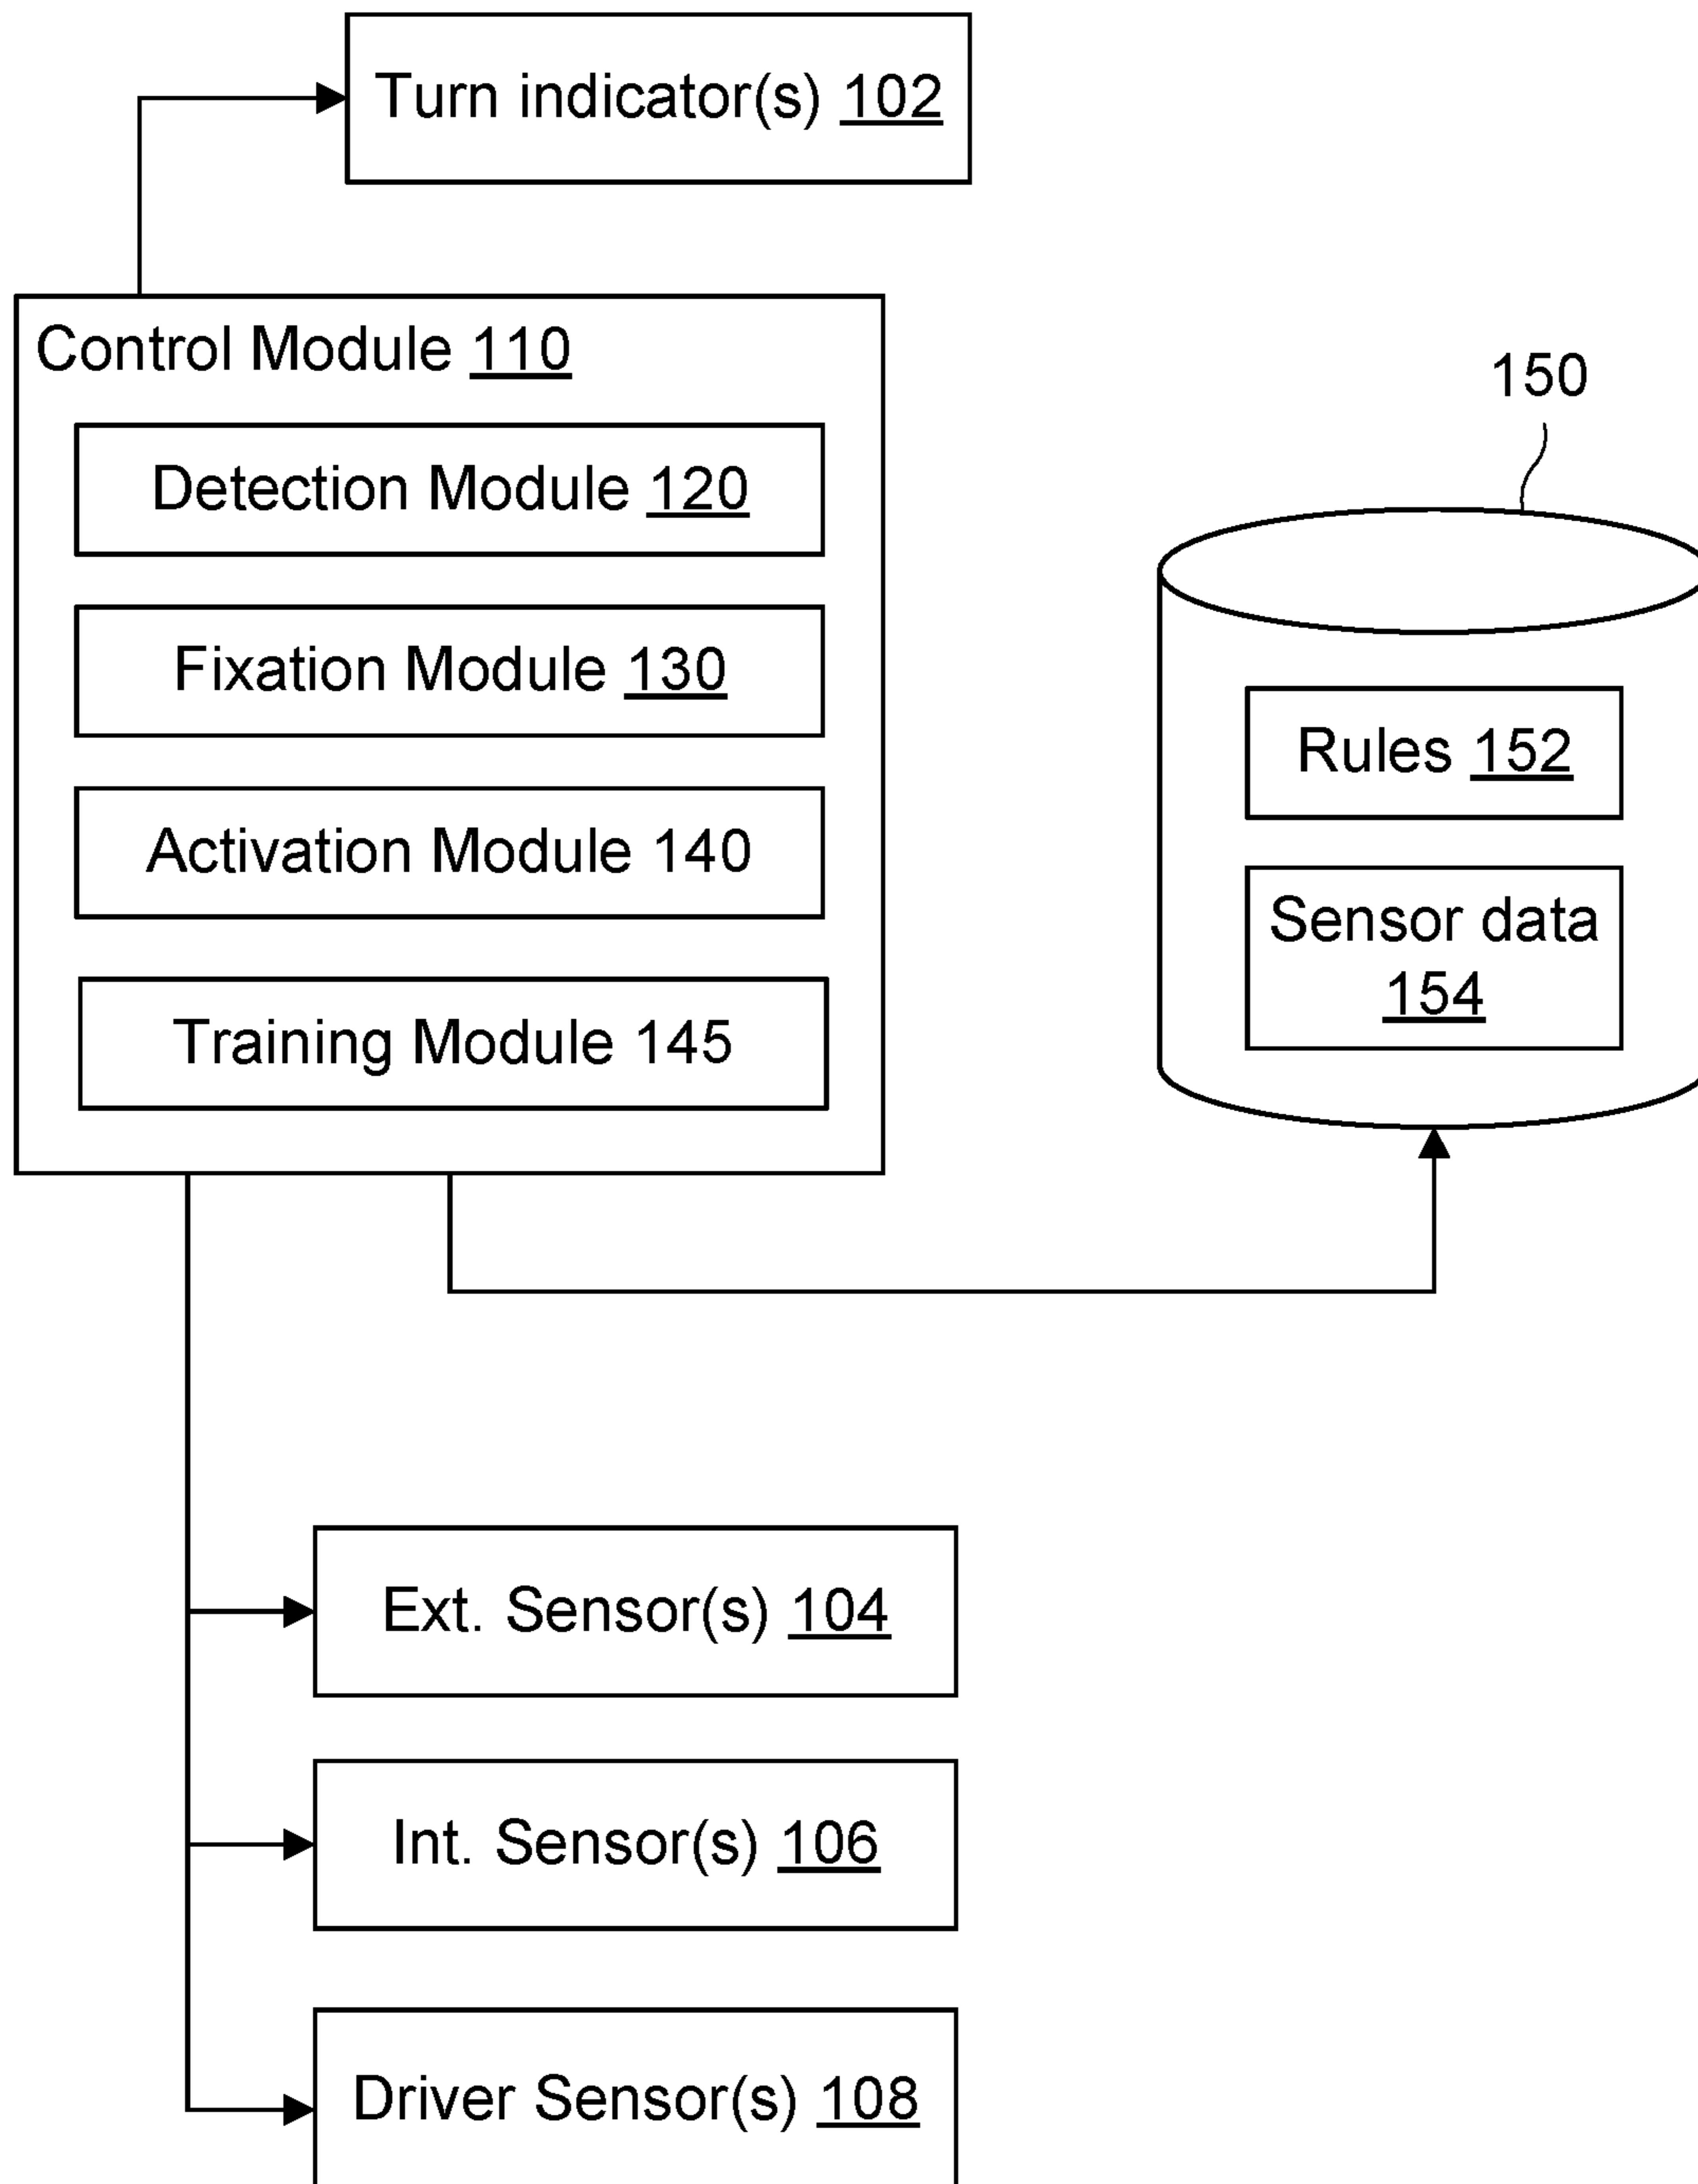 Turn indicator(s) 102
Control Module 110
Detection Module 120
Fixation Module 130
Activation Module 140
Training Module 145
150
Rules 152
Sensor data
154
Ext. Sensor(s) 104
Int. Sensor(s) 106
Driver Sensor(s) 108